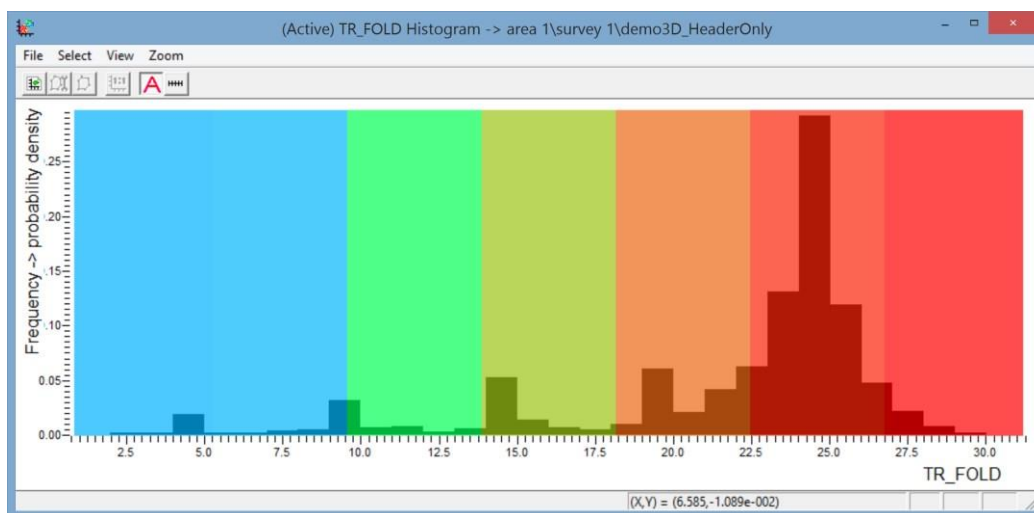 (Active) TR_FOLD Histogram -> area 1\survey 1\demo3D_HeaderOnly
File Select View Zoom
A
Frequency -> probability density
.25
.20
.15
.10
0.05
0.00
2.5 5.0 7.5 10.0 12.5 15.0 17.5 20.0 22.5 25.0 27.5 30.0
TR_FOLD
(X,Y) = (6.585,-1.089e-002)